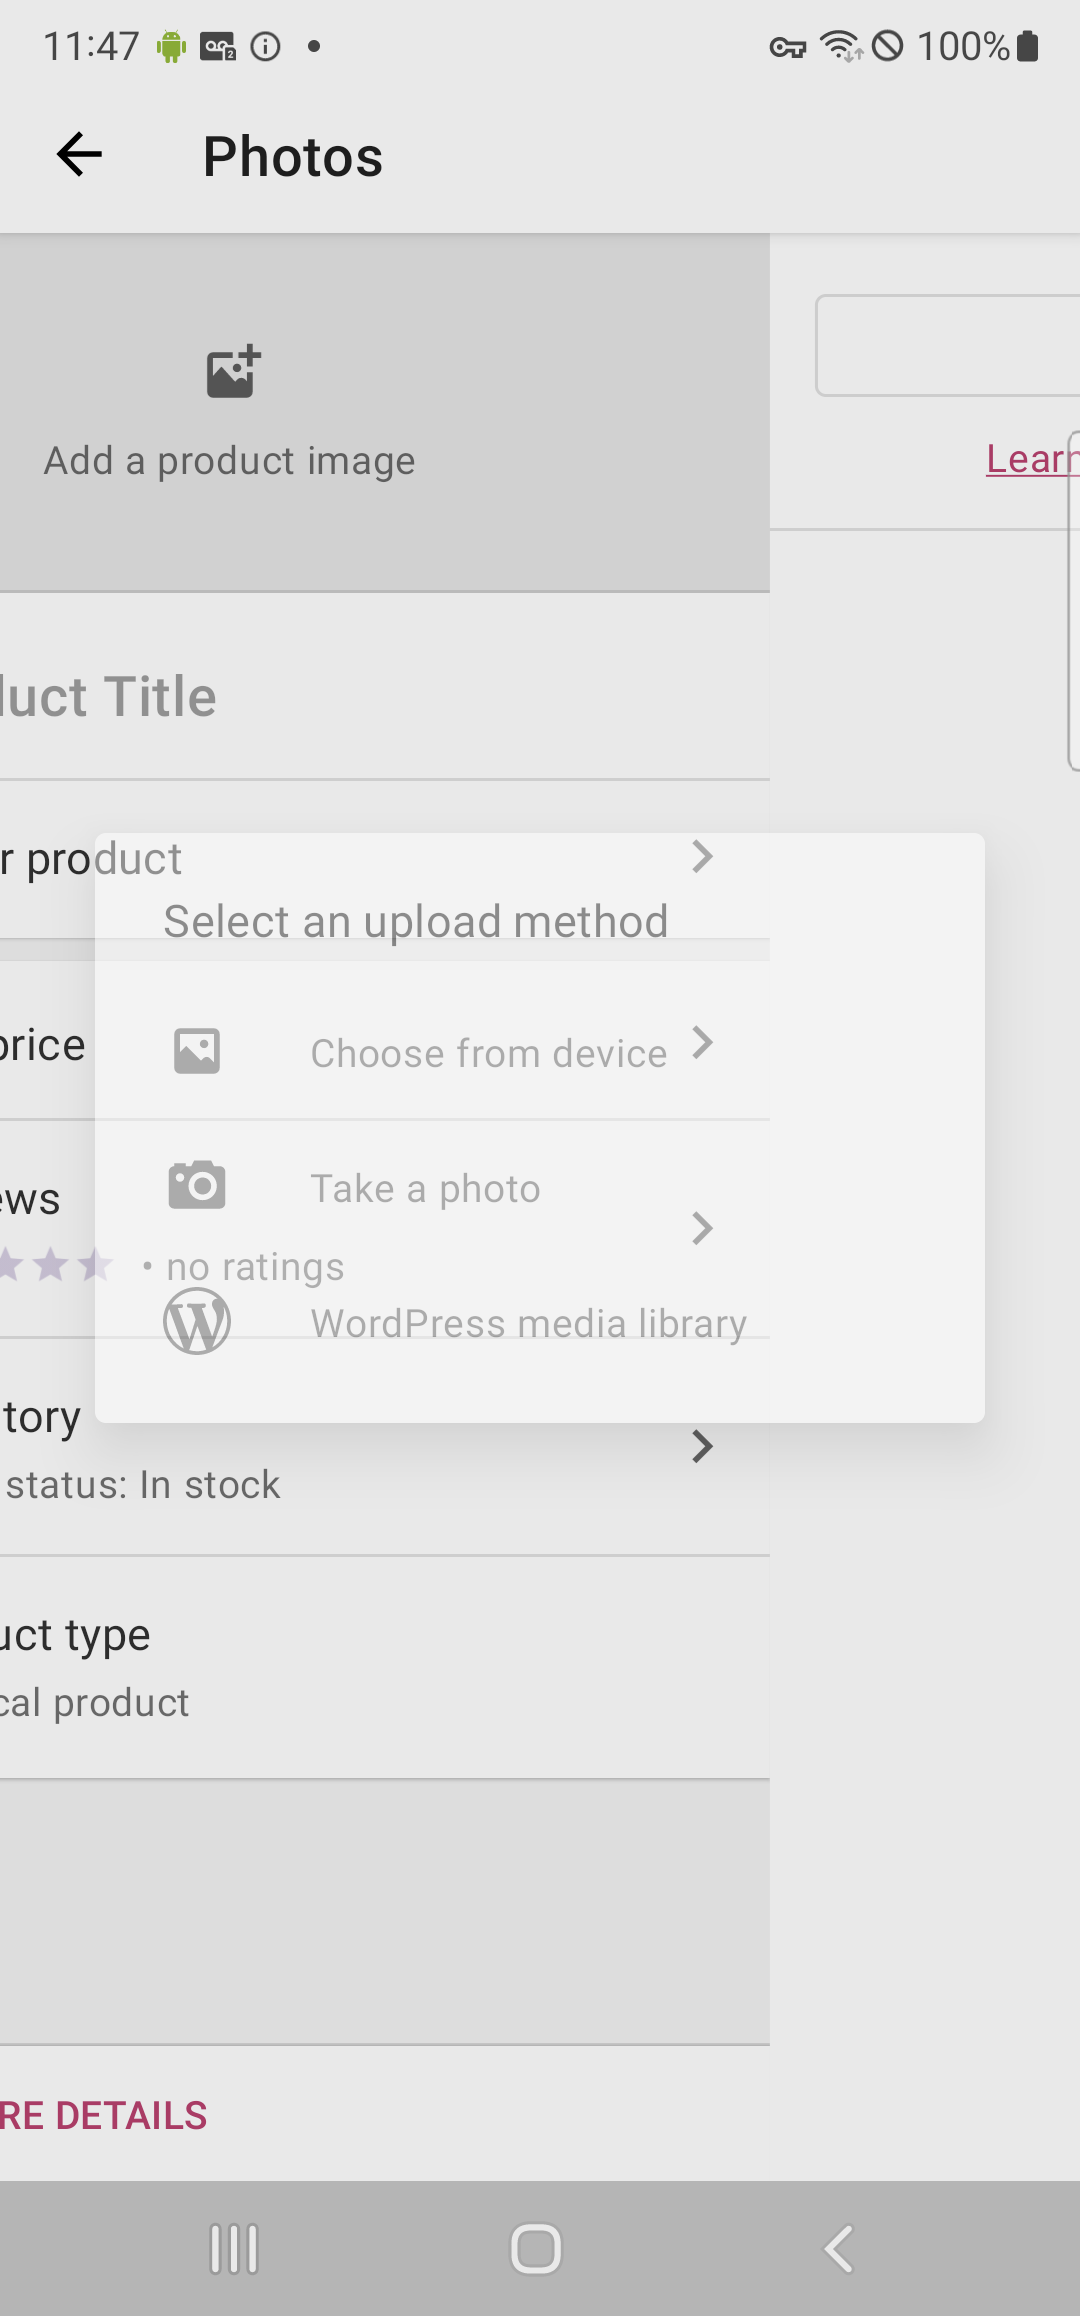 11:47
100%
Photos
Add a product image
Learn
duct Title
r product
Select an upload method
price
Choose from device
ews
Take a photo
• no ratings
WordPress media library
tory
status: In stock
uct type
cal product
RE DETAILS